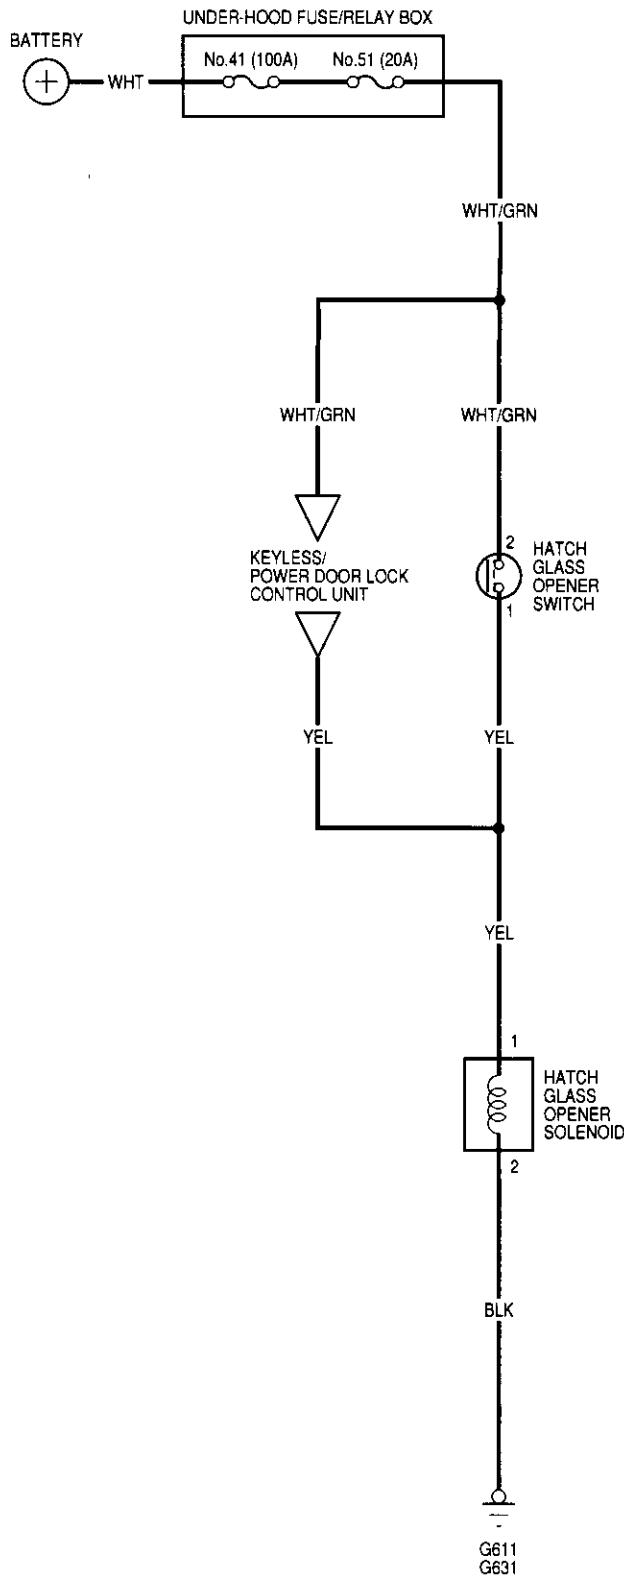 UNDER-HOOD FUSE/RELAY BOX
BATTERY
No.41 (100A)
No.51 (20A)
+
WHT
WHT/GRN
WHT/GRN
WHT/GRN
2
HATCH
GLASS
OPENER
SWITCH
1
KEYLESS/
POWER DOOR LOCK
CONTROL UNIT
YEL
YEL
YEL
1
HATCH
GLASS
OPENER
SOLENOID
2
BLK
G611
G631